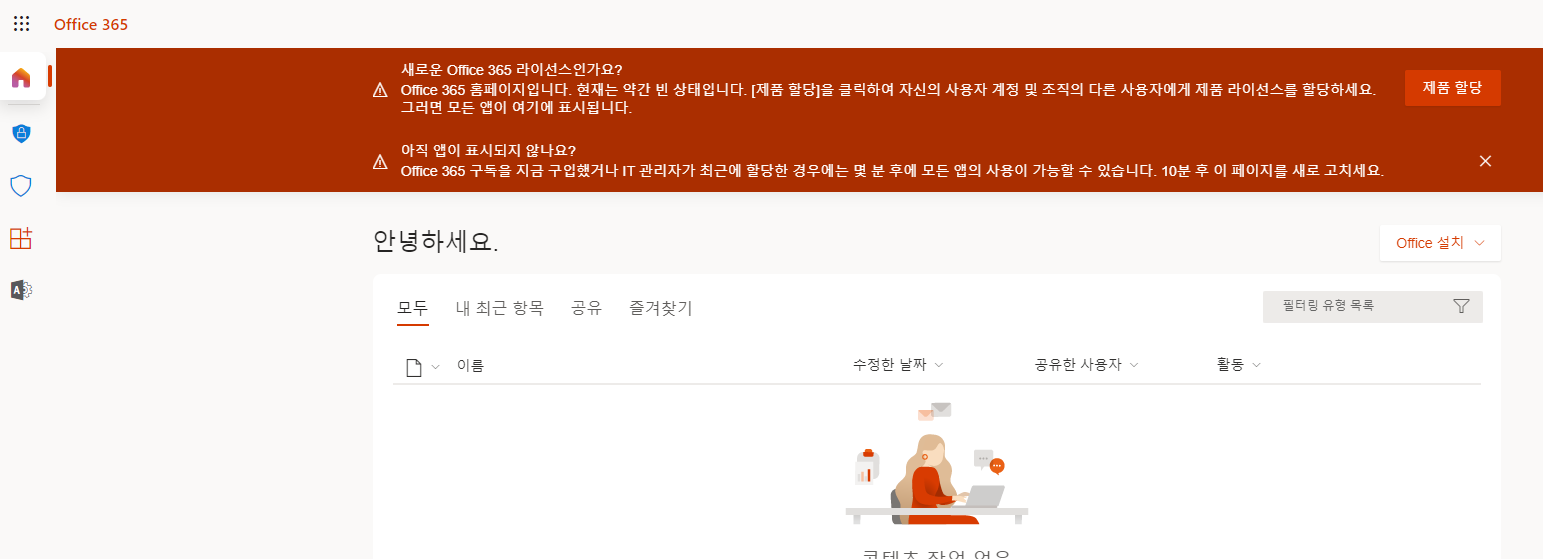 Office 365
새로운 Office 365 라이선스인가요?
Office 365 홈페이지입니다. 현재는 약간 빈 상태입니다. [제품 할당]을 클릭하여 자신의 사용자 계정 및 조직의 다른 사용자에게 제품 라이선스를 할당하세요.
그러면 모든 앱이 여기에 표시됩니다.
제품 할당
아직 앱이 표시되지 않나요?
Office 365 구독을 지금 구입했거나 IT 관리자가 최근에 할당한 경우에는 몇 분 후에 모든 앱의 사용이 가능할 수 있습니다. 10분 후 이 페이지를 새로 고치세요.
안녕하세요.
Office 설치
모두 내 최근 항목 공유 즐겨찾기
필터링 유형 목록
이름 수정한 날짜 공유한 사용자 활동
A